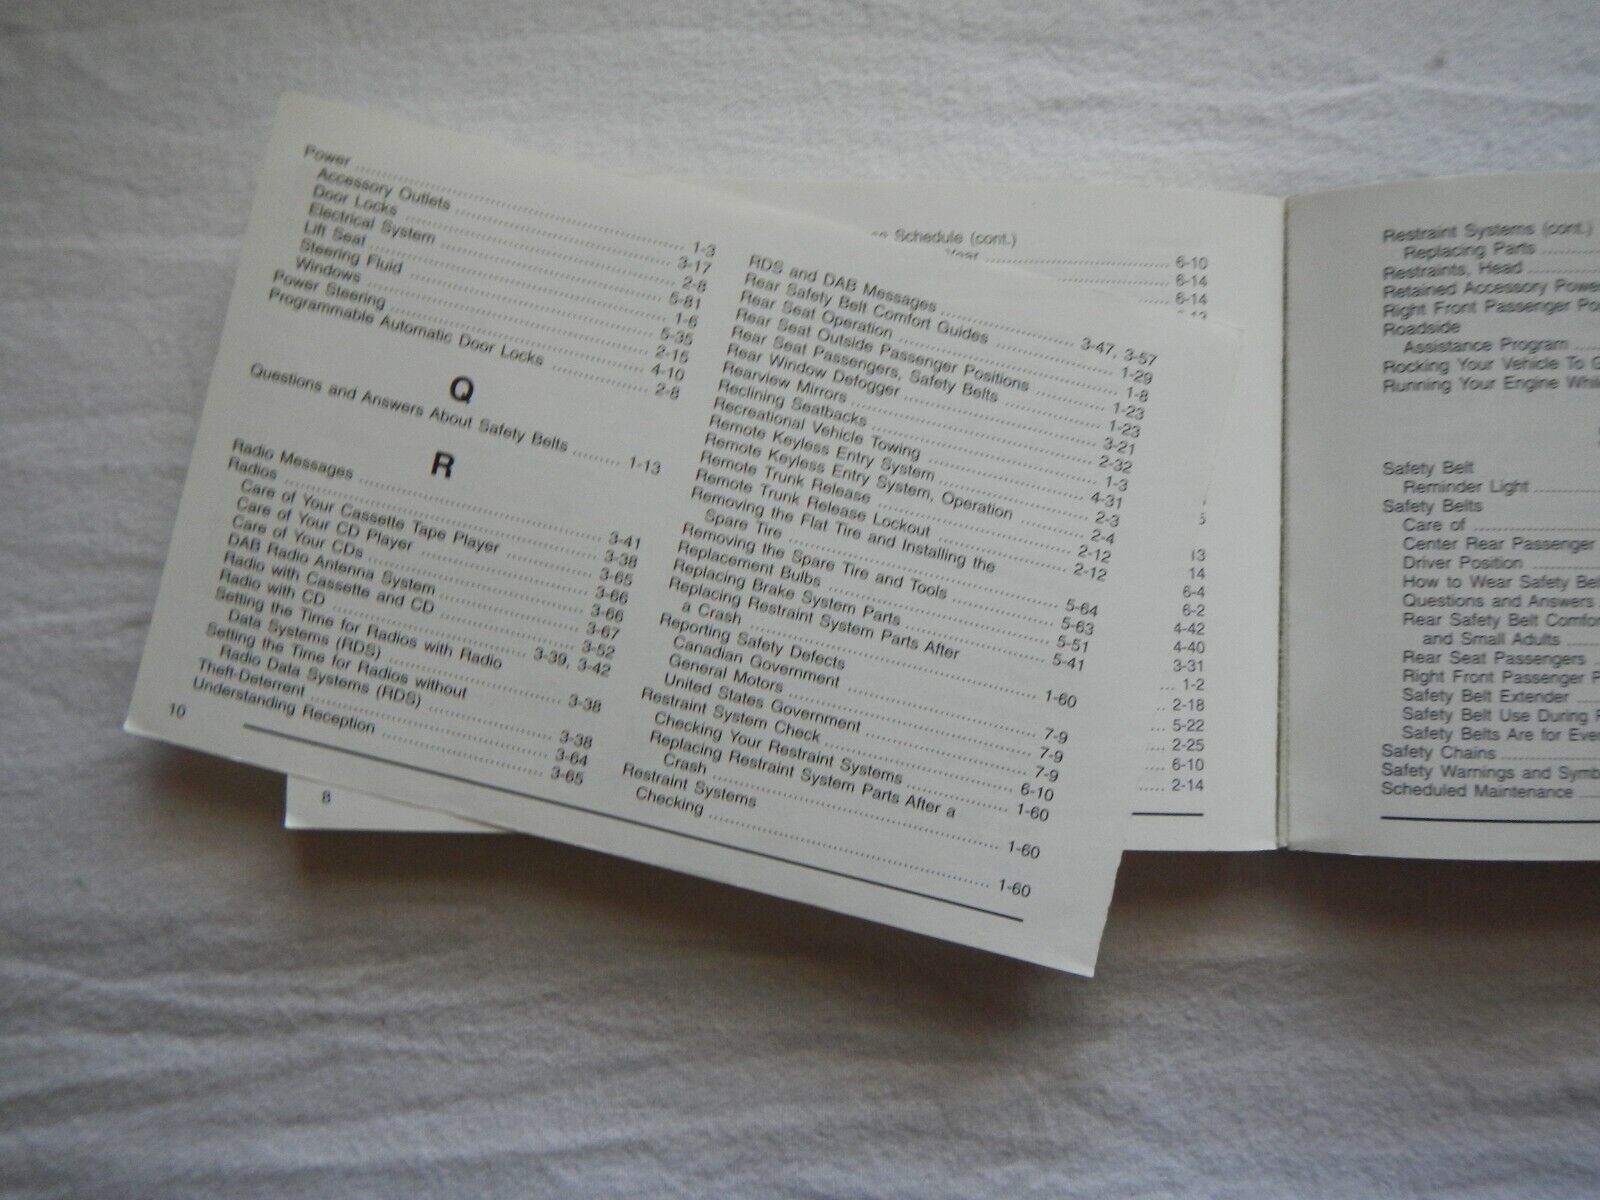 Power ........ 1-3
Accessory Outlets ........ 3-17
Door Locks ........ 2-8
Electrical System ........ 5-81
Lift Seat ........ 1-6
Steering Fluid ........ 5-35
Windows ........ 2-15
Power Steering ........ 4-10
Programmable Automatic Door Locks ........ 2-8
Q
Questions and Answers About Safety Belts ........ 1-13
R
Radio Messages ........ 3-41
Radios ........ 3-38
Care of Your Cassette Tape Player ........ 3-65
Care of Your CD Player ........ 3-66
Care of Your CDs ........ 3-66
DAB Radio Antenna System ........ 3-67
Radio with Cassette and CD ........ 3-52
Radio with CD ........ 3-39, 3-42
Setting the Time for Radios with Radio
Data Systems (RDS) ........ 3-38
Setting the Time for Radios without
Radio Data Systems (RDS) ........ 3-38
Theft-Deterrent ........ 3-64
Understanding Reception ........ 3-65
10
RDS and DAB Messages ........ 3-47, 3-57
Rear Safety Belt Comfort Guides ........ 1-29
Rear Seat Operation ........ 1-8
Rear Seat Outside Passenger Positions ........ 1-23
Rear Seat Passengers, Safety Belts ........ 1-23
Rear Window Defogger ........ 3-21
Rearview Mirrors ........ 2-32
Reclining Seatbacks ........ 1-3
Recreational Vehicle Towing ........ 4-31
Remote Keyless Entry System ........ 2-3
Remote Keyless Entry System, Operation ........ 2-4
Remote Trunk Release ........ 2-12
Remote Trunk Release Lockout ........ 2-12
Removing the Flat Tire and Installing the
Spare Tire ........ 5-64
Removing the Spare Tire and Tools ........ 5-63
Replacement Bulbs ........ 5-51
Replacing Brake System Parts ........ 5-41
Replacing Restraint System Parts After
a Crash ........ 1-60
Reporting Safety Defects
Canadian Government ........ 7-9
General Motors ........ 7-9
United States Government ........ 7-9
Restraint System Check ........ 6-10
Checking Your Restraint Systems ........ 1-60
Replacing Restraint System Parts After a
Crash ........ 1-60
Restraint Systems
Checking ........ 1-60
8
Schedule (cont.)
6-10
6-14
6-14
13
14
6-4
6-2
4-42
4-40
3-31
... 1-2
.. 2-18
5-22
... 2-25
.... 6-10
..... 2-14
Restraint Systems (cont.)
Replacing Parts ........
Restraints, Head ........
Retained Accessory Power
Right Front Passenger
Roadside
Assistance Program ....
Rocking Your Vehicle To
Running Your Engine
Safety Belt
Reminder Light ........
Safety Belts
Care of ........
Center Rear Passenger
Driver Position ........
How to Wear Safety
Questions and Answers
Rear Safety Belt
and Small Adults ....
Rear Seat Passengers ..
Right Front Passenger
Safety Belt Extender ....
Safety Belt Use During
Safety Belts Are for
Safety Chains ........
Safety Warnings and
Scheduled Maintenance ....